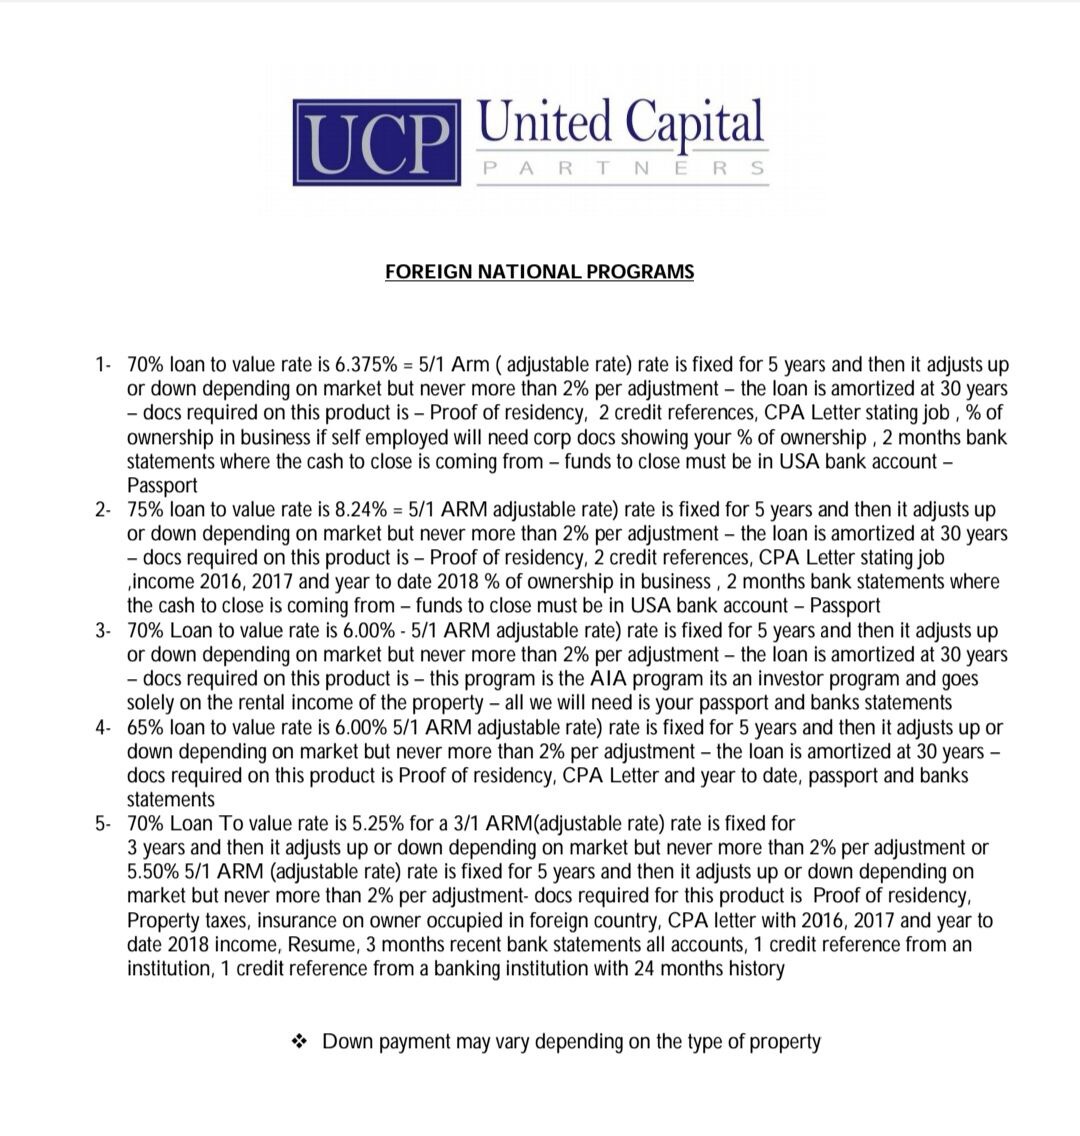 UCP United Capital
PARTNERS
FOREIGN NATIONAL PROGRAMS
1- 70% loan to value rate is 6.375% = 5/1 Arm ( adjustable rate) rate is fixed for 5 years and then it adjusts up
or down depending on market but never more than 2% per adjustment – the loan is amortized at 30 years
– docs required on this product is – Proof of residency, 2 credit references, CPA Letter stating job , % of
ownership in business if self employed will need corp docs showing your % of ownership , 2 months bank
statements where the cash to close is coming from – funds to close must be in USA bank account –
Passport
2- 75% loan to value rate is 8.24% = 5/1 ARM adjustable rate) rate is fixed for 5 years and then it adjusts up
or down depending on market but never more than 2% per adjustment – the loan is amortized at 30 years
– docs required on this product is – Proof of residency, 2 credit references, CPA Letter stating job
,income 2016, 2017 and year to date 2018 % of ownership in business , 2 months bank statements where
the cash to close is coming from – funds to close must be in USA bank account – Passport
3- 70% Loan to value rate is 6.00% - 5/1 ARM adjustable rate) rate is fixed for 5 years and then it adjusts up
or down depending on market but never more than 2% per adjustment – the loan is amortized at 30 years
– docs required on this product is – this program is the AIA program its an investor program and goes
solely on the rental income of the property – all we will need is your passport and banks statements
4- 65% loan to value rate is 6.00% 5/1 ARM adjustable rate) rate is fixed for 5 years and then it adjusts up or
down depending on market but never more than 2% per adjustment – the loan is amortized at 30 years –
docs required on this product is Proof of residency, CPA Letter and year to date, passport and banks
statements
5- 70% Loan To value rate is 5.25% for a 3/1 ARM(adjustable rate) rate is fixed for
3 years and then it adjusts up or down depending on market but never more than 2% per adjustment or
5.50% 5/1 ARM (adjustable rate) rate is fixed for 5 years and then it adjusts up or down depending on
market but never more than 2% per adjustment- docs required for this product is Proof of residency,
Property taxes, insurance on owner occupied in foreign country, CPA letter with 2016, 2017 and year to
date 2018 income, Resume, 3 months recent bank statements all accounts, 1 credit reference from an
institution, 1 credit reference from a banking institution with 24 months history
❖ Down payment may vary depending on the type of property